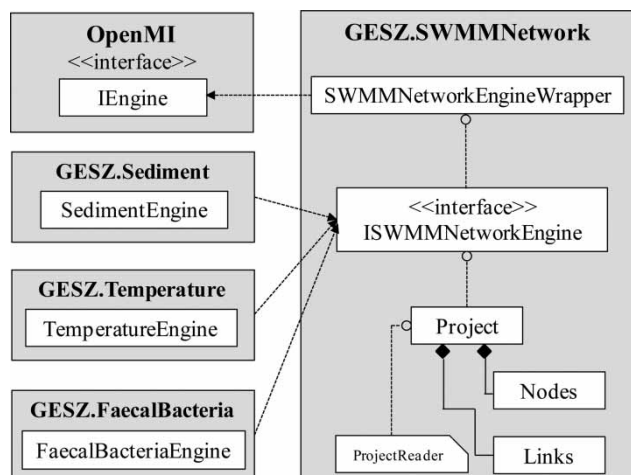 OpenMI
<<interface>>
IEngine
GESZ.Sediment
SedimentEngine
GESZ.Temperature
TemperatureEngine
GESZ.FaecalBacteria
FaecalBacteriaEngine
GESZ.SWMMNetwork
SWMMNetworkEngineWrapper
<<interface>>
ISWMMNetworkEngine
Project
Nodes
ProjectReader
Links